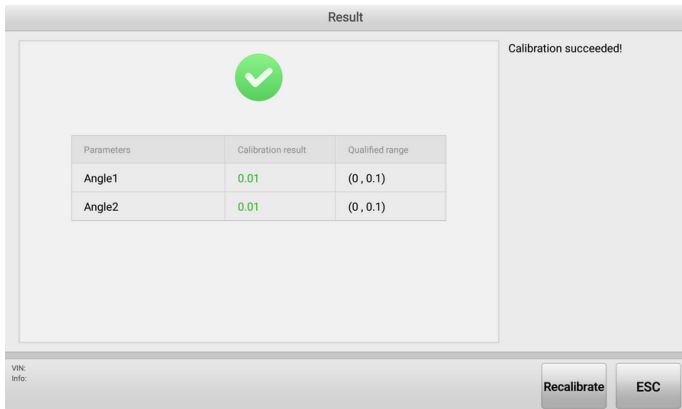 Result
Calibration succeeded!
Parameters Calibration result Qualified range
Angle1 0.01 (0 , 0.1)
Angle2 0.01 (0 , 0.1)
VIN:
Info:
Recalibrate ESC